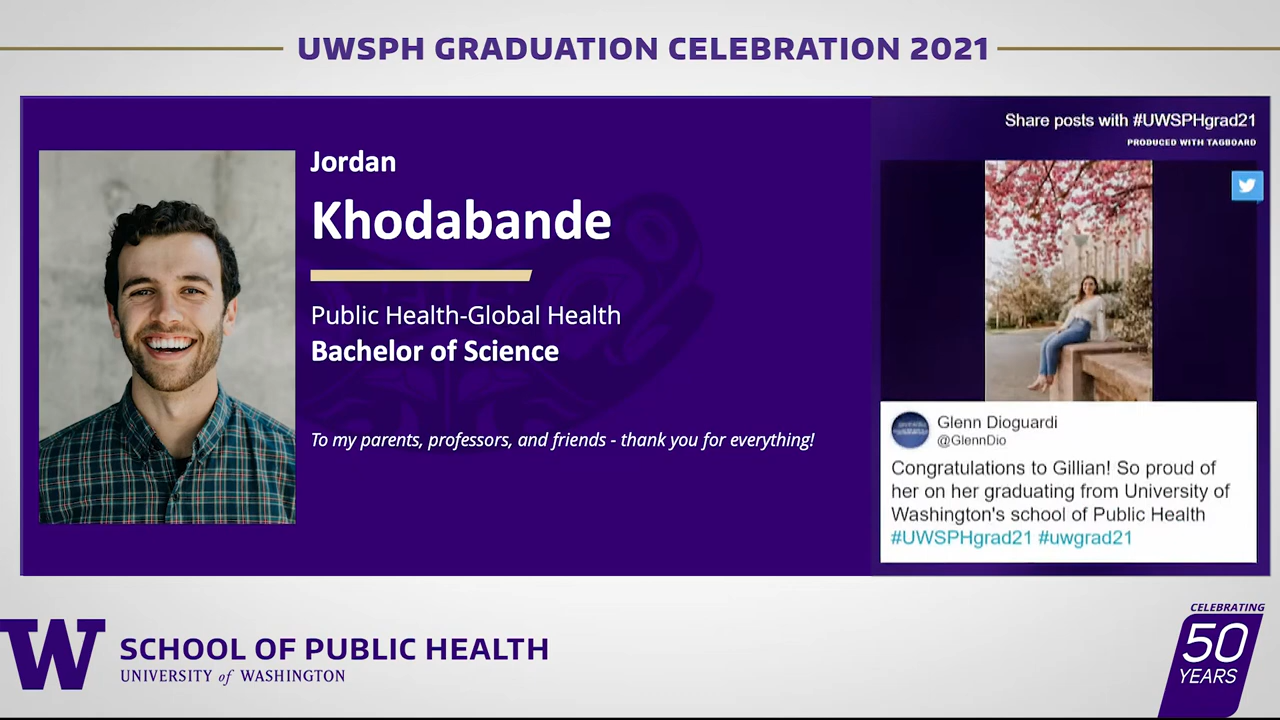 UWSPH GRADUATION CELEBRATION 2021
Jordan
Khodabande
Public Health-Global Health
Bachelor of Science
To my parents, professors, and friends - thank you for everything!
Share posts with #UWSPHgrad21
PRODUCED WITH TAGBOARD
Glenn Dioguardi
@GlennDio
Congratulations to Gillian! So proud of
her on her graduating from University of
Washington's school of Public Health
#UWSPHgrad21 #uwgrad21
W
SCHOOL OF PUBLIC HEALTH
UNIVERSITY of WASHINGTON
CELEBRATING
50
YEARS